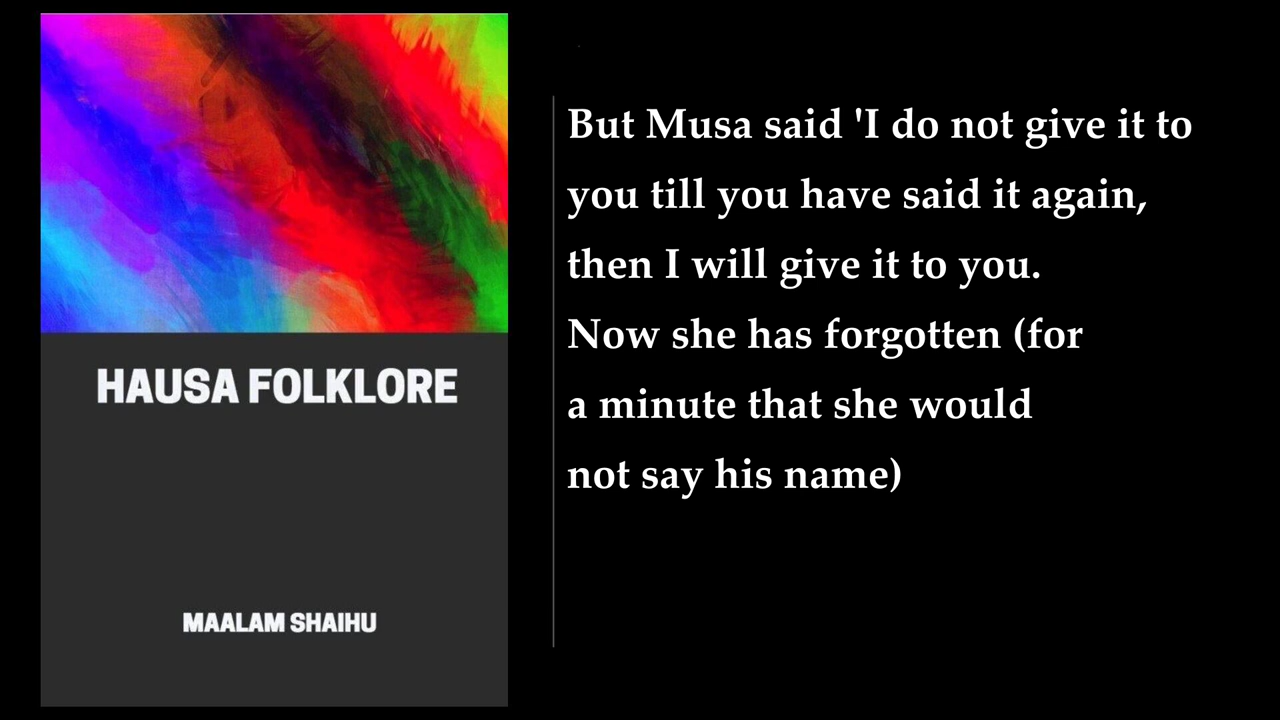 HAUSA FOLKLORE
MAALAM SHAIHU
But Musa said 'I do not give it to
you till you have said it again,
then I will give it to you.
Now she has forgotten (for
a minute that she would
not say his name)